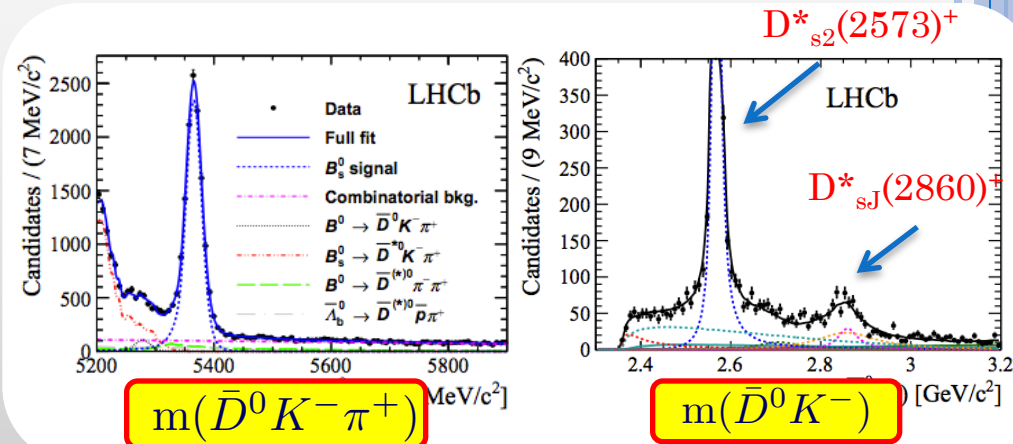 D*s2(2573)+
Candidates / (7 MeV/c2)
2500
2000
1500
1000
500
0
5200
5400
5600
5800
LHCb
Data
Full fit
B0s signal
Combinatorial bkg.
B0 → D̅0K−π+
B0s → D̅*0K−π+
B0 → D̅(*)0π−π+
Λ̅0b → D̅(*)0p̅π+
m(D̅0K−π+)
MeV/c2]
Candidates / (9 MeV/c2)
400
350
300
250
200
150
100
50
0
2.4
2.6
2.8
3
3.2
LHCb
D*sJ(2860)+
m(D̅0K−)
) [GeV/c2]